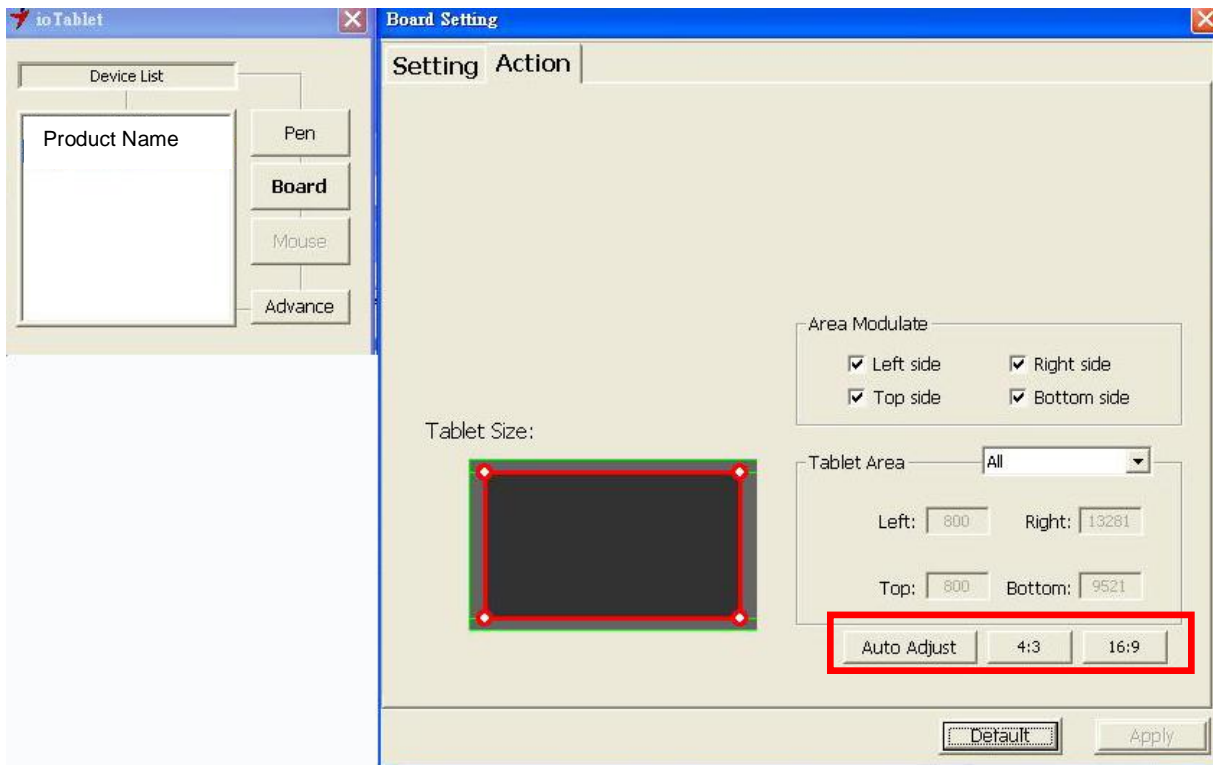 ioTablet
Device List
Product Name
Pen
Board
Mouse
Advance
Board Setting
Setting Action
Area Modulate
Left side Right side
Top side Bottom side
Tablet Size:
Tablet Area All
Left: 800 Right: 13281
Top: 800 Bottom: 9521
Auto Adjust 4:3 16:9
Default Apply